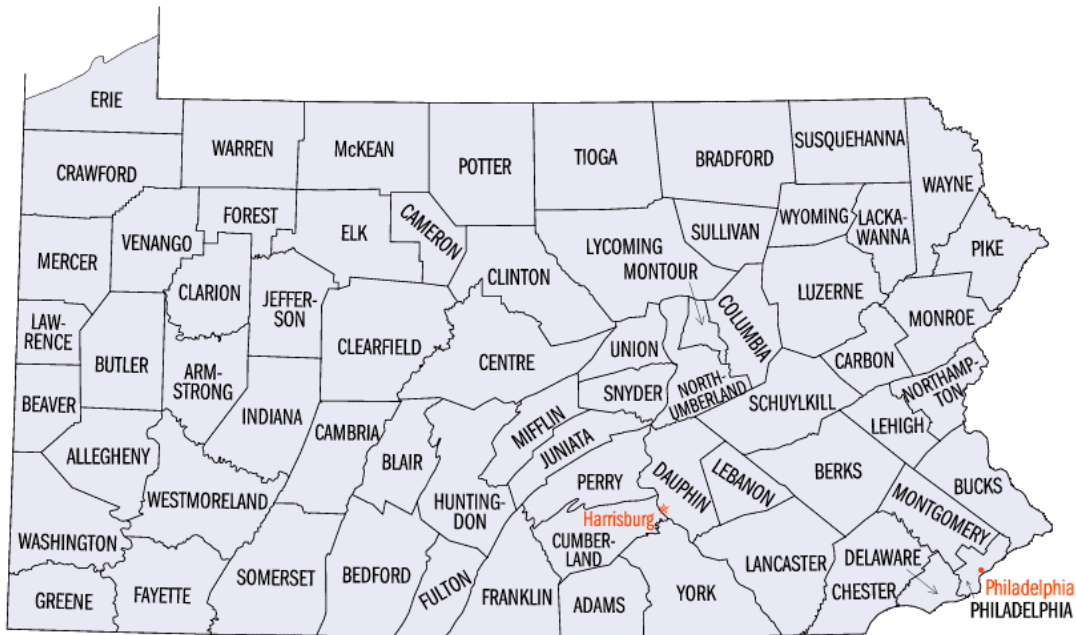 ERIE
WARREN
McKEAN
POTTER
TIOGA
BRADFORD
SUSQUEHANNA
CRAWFORD
WAYNE
FOREST
CAMERON
ELK
VENANGO
LYCOMING
SULLIVAN
WYOMING
LACKA-
WANNA
PIKE
MERCER
CLARION
CLINTON
MONTOUR
LUZERNE
JEFFER-
SON
COLUMBIA
MONROE
LAW-
RENCE
BUTLER
CLEARFIELD
CENTRE
UNION
CARBON
ARM-
STRONG
SNYDER
NORTH-
UMBERLAND
SCHUYLKILL
NORTHAMP-
TON
BEAVER
INDIANA
CAMBRIA
MIFFLIN
LEHIGH
ALLEGHENY
BLAIR
JUNIATA
PERRY
DAUPHIN
LEBANON
BERKS
BUCKS
WESTMORELAND
HUNTING-
DON
MONTGOMERY
Harrisburg
WASHINGTON
CUMBER-
LAND
LANCASTER
DELAWARE
SOMERSET
BEDFORD
FULTON
CHESTER
GREENE
FAYETTE
FRANKLIN
ADAMS
YORK
Philadelphia
PHILADELPHIA